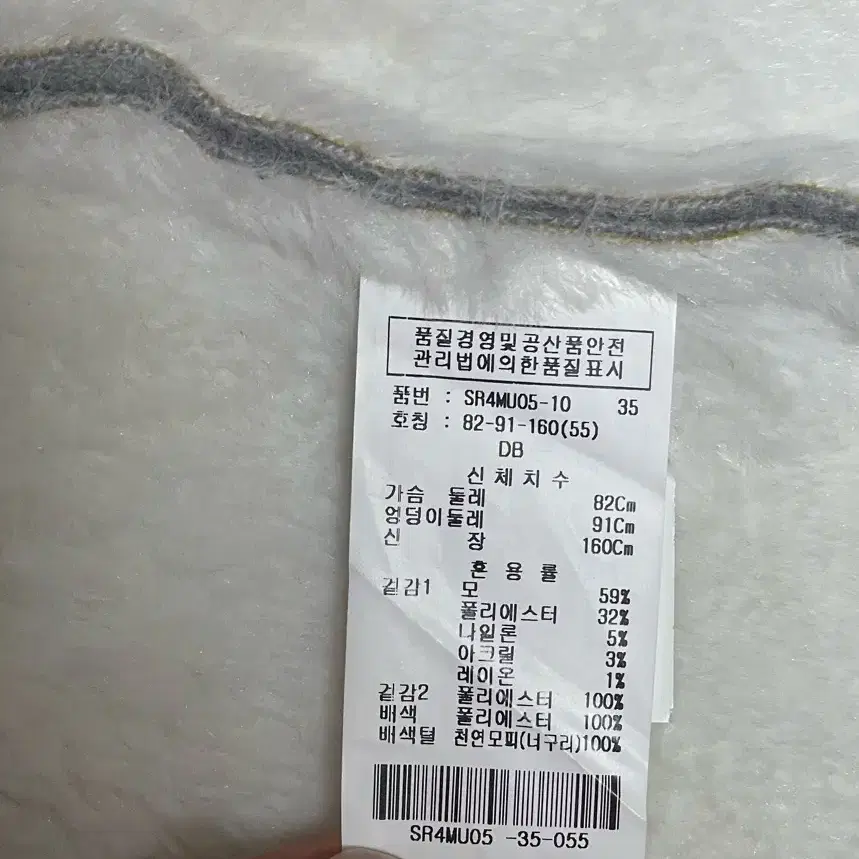 품질경영및공산품안전
관리법에의한품질표시
품번 : SR4MU05-10 35
호칭 : 82-91-160(55)
DB
신 체 치 수
가슴 둘레 82Cm
엉덩이둘레 91Cm
신 장 160Cm
혼 용 률
겉감1 모 59%
폴리에스터 32%
나일론 5%
아크릴 3%
레이온 1%
겉감2 폴리에스터 100%
배색 폴리에스터 100%
배색털 천연모피(너구리)100%
SR4MU05 -35-055